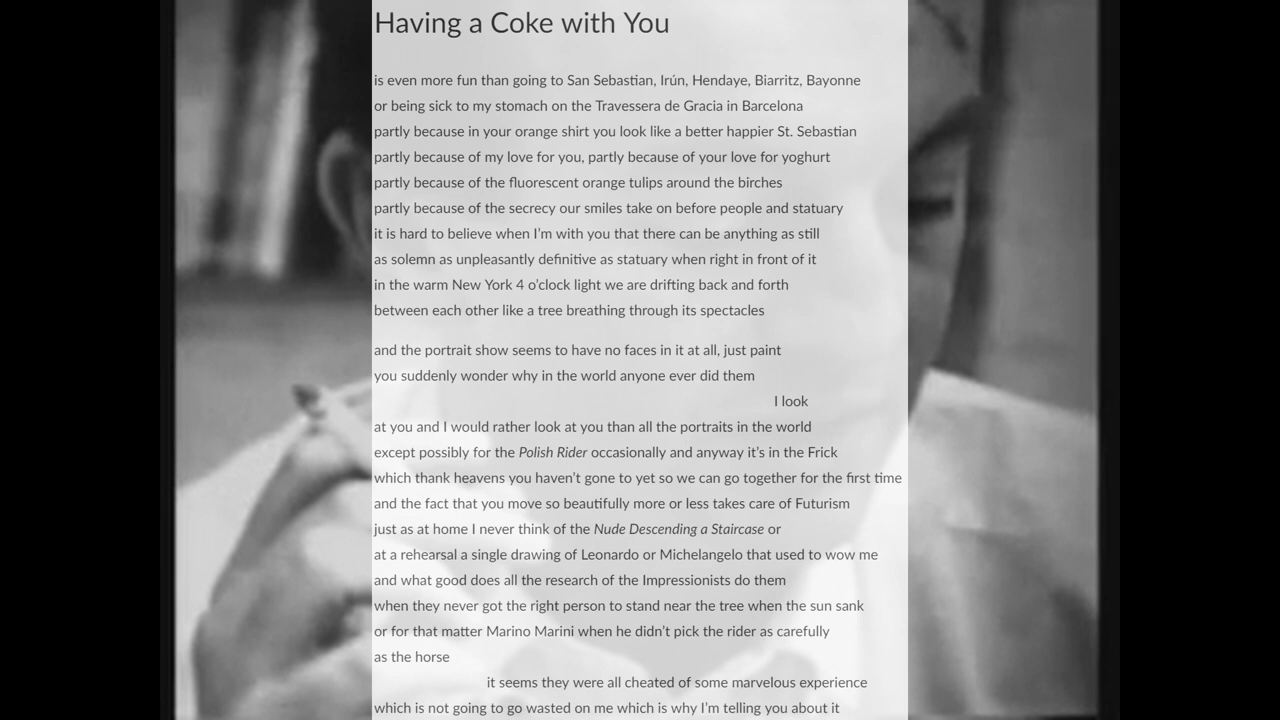 Having a Coke with You
is even more fun than going to San Sebastian, Irún, Hendaye, Biarritz, Bayonne
or being sick to my stomach on the Travessera de Gracia in Barcelona
partly because in your orange shirt you look like a better happier St. Sebastian
partly because of my love for you, partly because of your love for yoghurt
partly because of the fluorescent orange tulips around the birches
partly because of the secrecy our smiles take on before people and statuary
it is hard to believe when I’m with you that there can be anything as still
as solemn as unpleasantly definitive as statuary when right in front of it
in the warm New York 4 o’clock light we are drifting back and forth
between each other like a tree breathing through its spectacles
and the portrait show seems to have no faces in it at all, just paint
you suddenly wonder why in the world anyone ever did them
I look
at you and I would rather look at you than all the portraits in the world
except possibly for the Polish Rider occasionally and anyway it’s in the Frick
which thank heavens you haven’t gone to yet so we can go together for the first time
and the fact that you move so beautifully more or less takes care of Futurism
just as at home I never think of the Nude Descending a Staircase or
at a rehearsal a single drawing of Leonardo or Michelangelo that used to wow me
and what good does all the research of the Impressionists do them
when they never got the right person to stand near the tree when the sun sank
or for that matter Marino Marini when he didn’t pick the rider as carefully
as the horse
it seems they were all cheated of some marvelous experience
which is not going to go wasted on me which is why I’m telling you about it